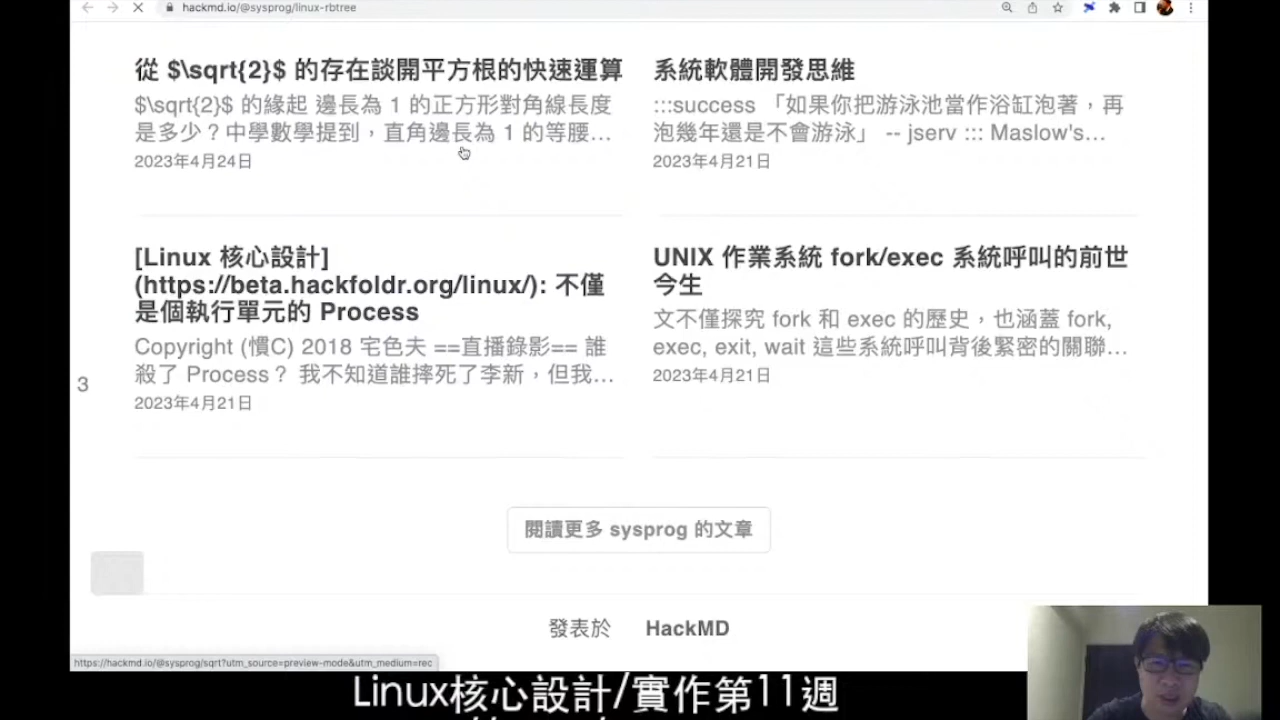 hackmd.io/@sysprog/linux-rbtree
從 $\sqrt{2}$ 的存在談開平方根的快速運算
$\sqrt{2}$ 的緣起 邊長為 1 的正方形對角線長度
是多少？中學數學提到，直角邊長為 1 的等腰...
2023年4月24日
系統軟體開發思維
:::success 「如果你把游泳池當作浴缸泡著，再
泡幾年還是不會游泳」 -- jserv ::: Maslow's...
2023年4月21日
[Linux 核心設計]
(https://beta.hackfoldr.org/linux/): 不僅
是個執行單元的 Process
Copyright (慣C) 2018 宅色夫 ==直播錄影== 誰
殺了 Process？ 我不知道誰摔死了李新，但我...
2023年4月21日
UNIX 作業系統 fork/exec 系統呼叫的前世
今生
文不僅探究 fork 和 exec 的歷史，也涵蓋 fork,
exec, exit, wait 這些系統呼叫背後緊密的關聯...
2023年4月21日
3
閱讀更多 sysprog 的文章
發表於 HackMD
https://hackmd.io/@sysprog/sqrt?utm_source=preview-mode&utm_medium=rec
Linux核心設計/實作第11週